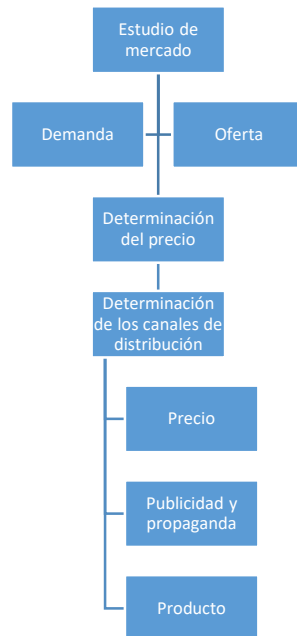 Estudio de
mercado
Demanda
Oferta
Determinación
del precio
Determinación
de los canales de
distribución
Precio
Publicidad y
propaganda
Producto